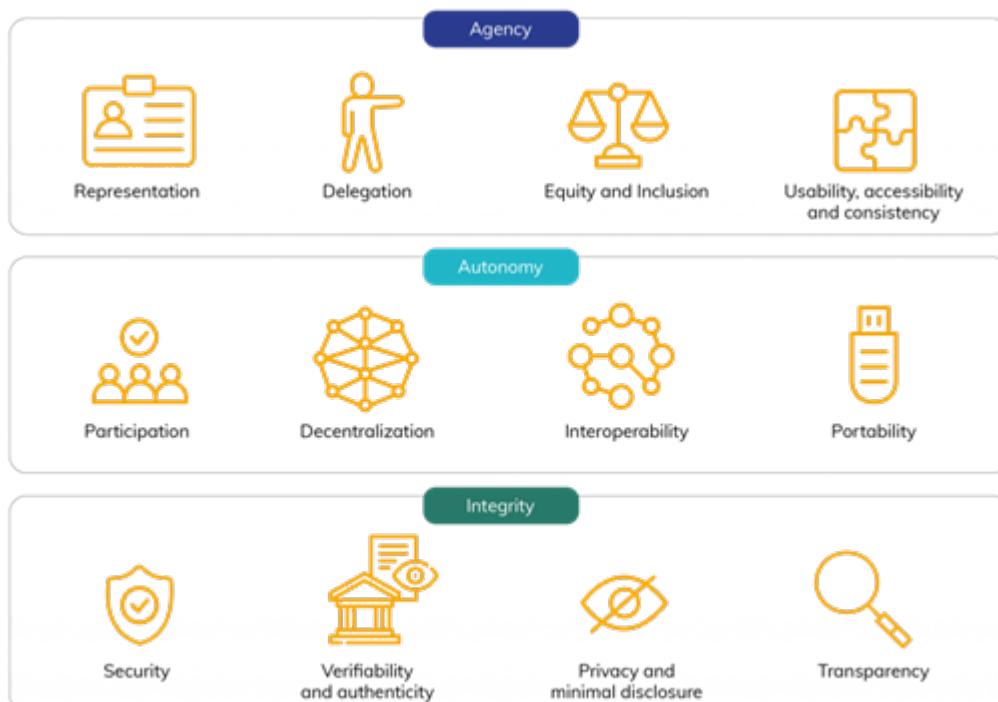 Agency
Representation
Delegation
Equity and Inclusion
Usability, accessibility
and consistency
Autonomy
Participation
Decentralization
Interoperability
Portability
Integrity
Security
Verifiability
and authenticity
Privacy and
minimal disclosure
Transparency